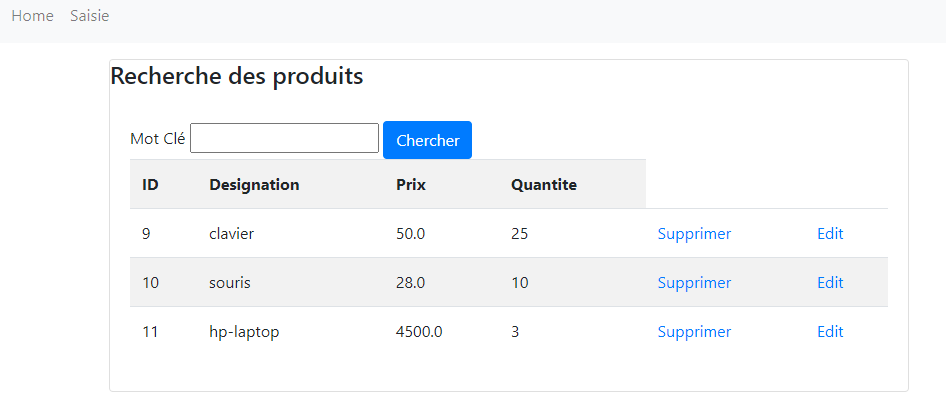 Home Saisie
Recherche des produits
Mot Clé Chercher
ID Designation Prix Quantite
9 clavier 50.0 25 Supprimer Edit
10 souris 28.0 10 Supprimer Edit
11 hp-laptop 4500.0 3 Supprimer Edit